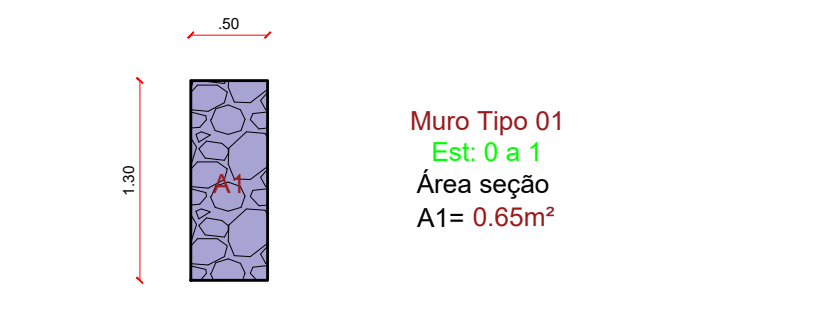 .50
1.30
A1
Muro Tipo 01
Est: 0 a 1
Área seção
A1= 0.65m²